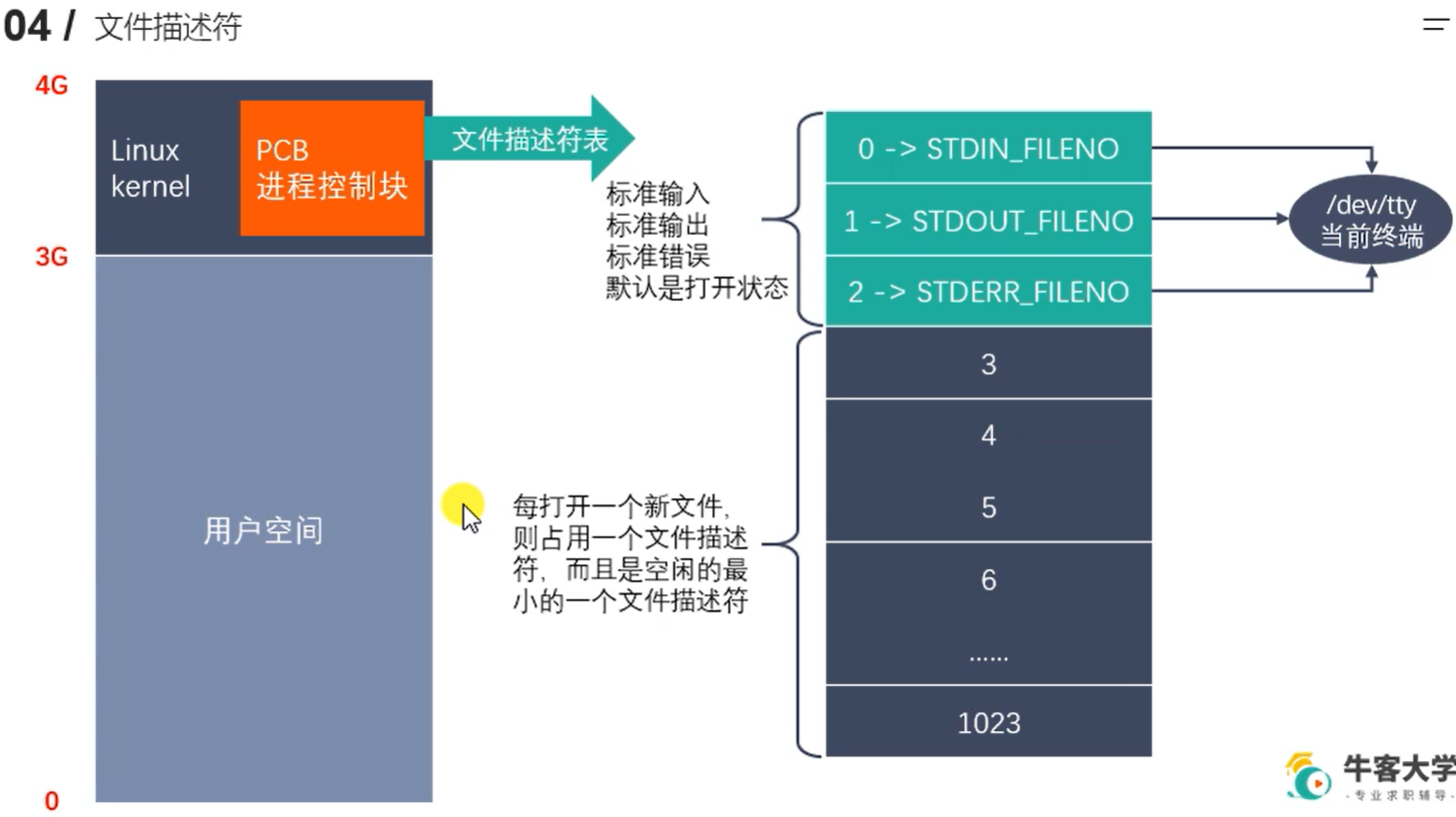 04 / 文件描述符
4G
Linux
kernel
PCB
进程控制块
文件描述符表
3G
用户空间
0
标准输入
标准输出
标准错误
默认是打开状态
0 -> STDIN_FILENO
1 -> STDOUT_FILENO
2 -> STDERR_FILENO
/dev/tty
当前终端
每打开一个新文件,
则占用一个文件描述
符，而且是空闲的最
小的一个文件描述符
3
4
5
6
......
1023
牛客大学
-专业求职辅导-